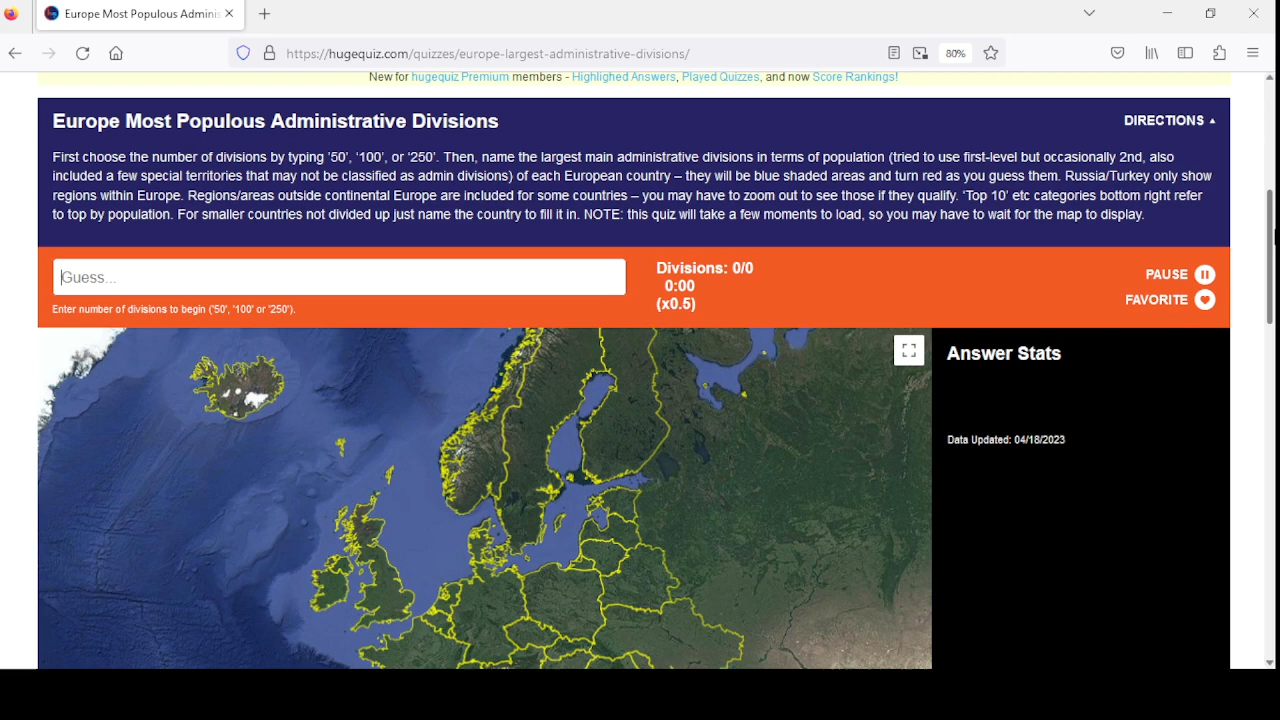 Europe Most Populous Adminis
https://hugequiz.com/quizzes/europe-largest-administrative-divisions/
80%
New for hugequiz Premium members - Highlighed Answers, Played Quizzes, and now Score Rankings!
Europe Most Populous Administrative Divisions
DIRECTIONS ▲
First choose the number of divisions by typing '50', '100', or '250'. Then, name the largest main administrative divisions in terms of population (tried to use first-level but occasionally 2nd, also
included a few special territories that may not be classified as admin divisions) of each European country – they will be blue shaded areas and turn red as you guess them. Russia/Turkey only show
regions within Europe. Regions/areas outside continental Europe are included for some countries – you may have to zoom out to see those if they qualify. 'Top 10' etc categories bottom right refer
to top by population. For smaller countries not divided up just name the country to fill it in. NOTE: this quiz will take a few moments to load, so you may have to wait for the map to display.
Guess...
Enter number of divisions to begin ('50', '100' or '250').
Divisions: 0/0
0:00
(x0.5)
PAUSE
FAVORITE
Answer Stats
Data Updated: 04/18/2023